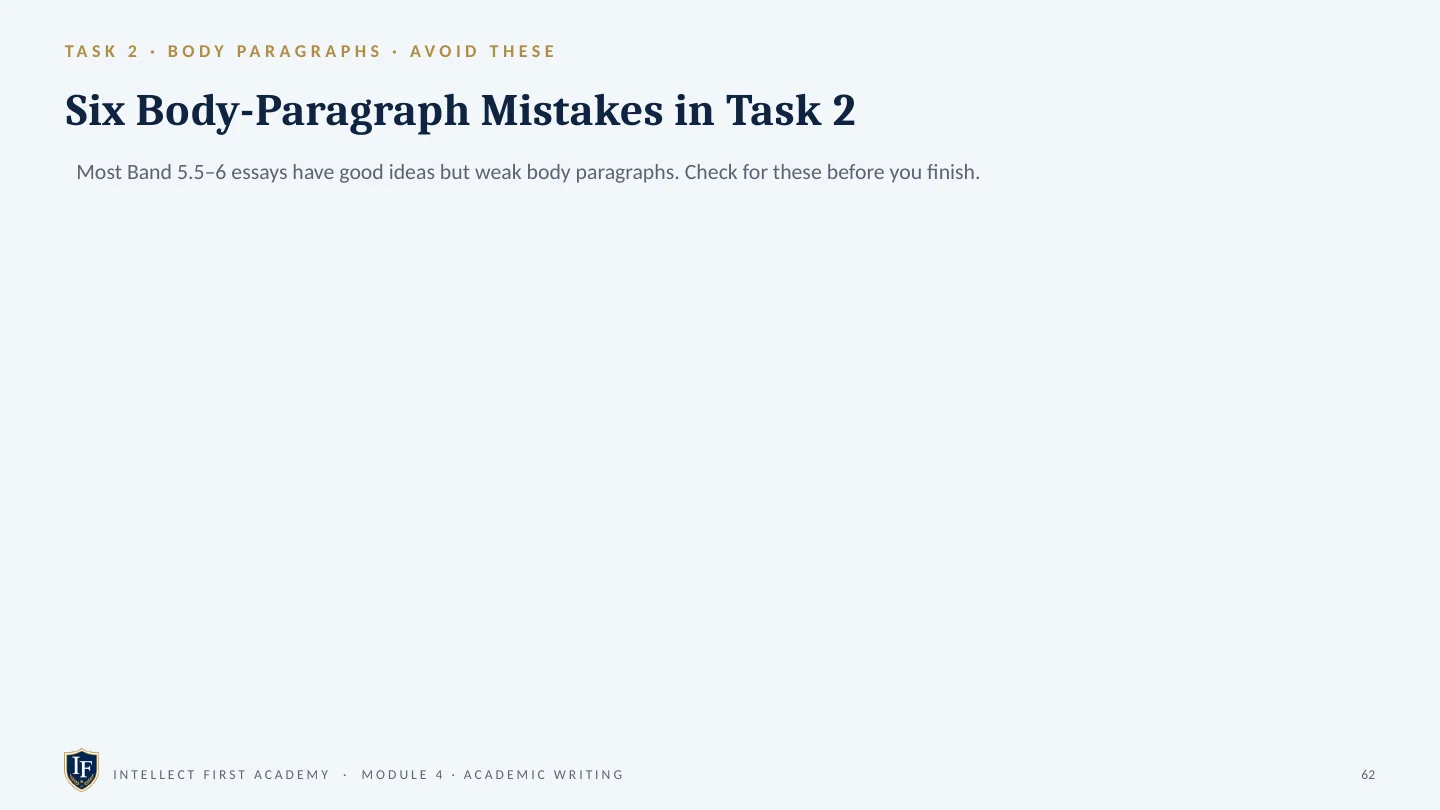 TASK 2 · BODY PARAGRAPHS · AVOID THESE
Six Body-Paragraph Mistakes in Task 2
Most Band 5.5–6 essays have good ideas but weak body paragraphs. Check for these before you finish.
IF
INTELLECT FIRST ACADEMY · MODULE 4 · ACADEMIC WRITING
62